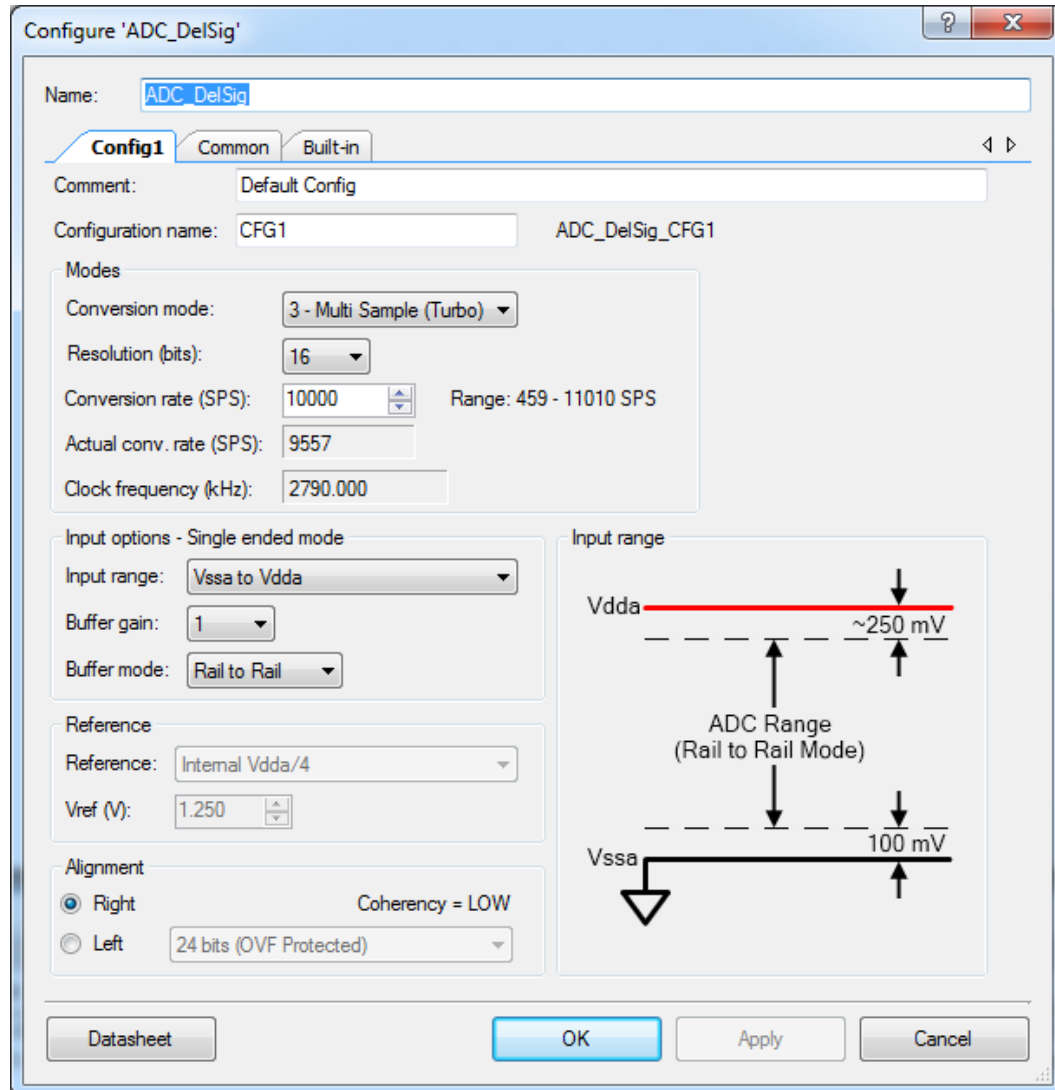 Configure 'ADC_DelSig'
Name: ADC_DelSig
Config1 Common Built-in
Comment: Default Config
Configuration name: CFG1 ADC_DelSig_CFG1
Modes
Conversion mode: 3 - Multi Sample (Turbo)
Resolution (bits): 16
Conversion rate (SPS): 10000 Range: 459 - 11010 SPS
Actual conv. rate (SPS): 9557
Clock frequency (kHz): 2790.000
Input options - Single ended mode
Input range: Vssa to Vdda
Buffer gain: 1
Buffer mode: Rail to Rail
Reference
Reference: Internal Vdda/4
Vref (V): 1.250
Alignment
Right Coherency = LOW
Left 24 bits (OVF Protected)
Input range
Vdda
~250 mV
ADC Range
(Rail to Rail Mode)
100 mV
Vssa
Datasheet OK Apply Cancel